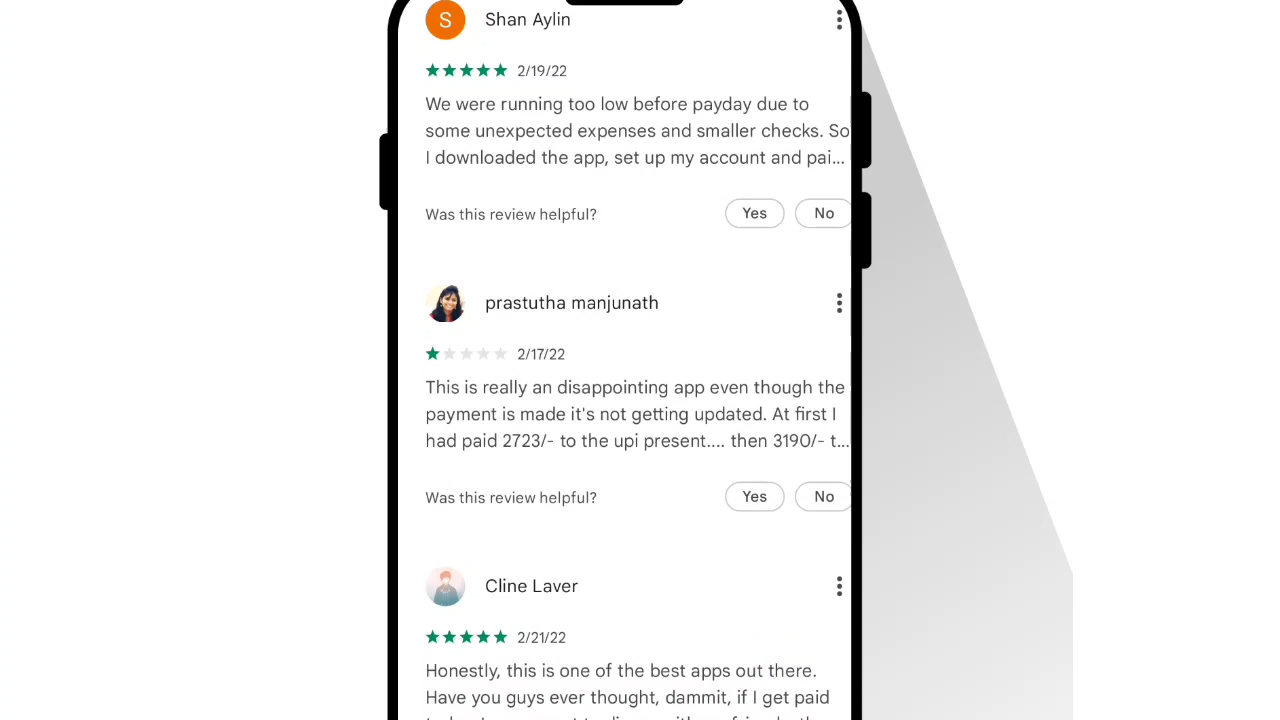 S Shan Aylin
2/19/22
We were running too low before payday due to
some unexpected expenses and smaller checks. So
I downloaded the app, set up my account and pai...
Was this review helpful? Yes No
prastutha manjunath
2/17/22
This is really an disappointing app even though the
payment is made it's not getting updated. At first I
had paid 2723/- to the upi present.... then 3190/- t...
Was this review helpful? Yes No
Cline Laver
2/21/22
Honestly, this is one of the best apps out there.
Have you guys ever thought, dammit, if I get paid